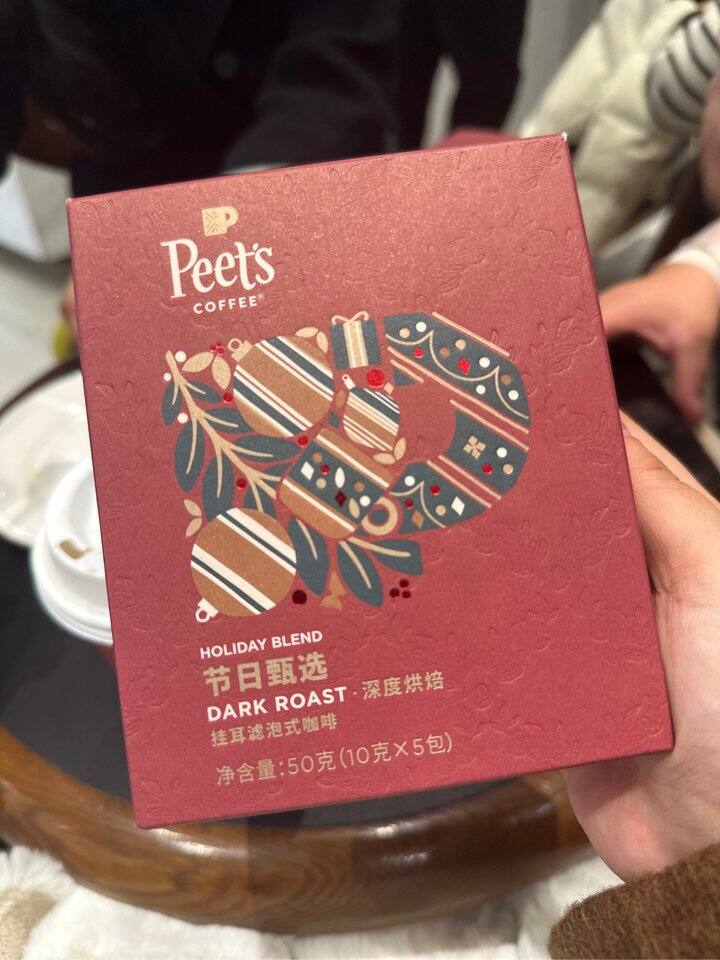 Peet's
COFFEE®
HOLIDAY BLEND
节日甄选
DARK ROAST · 深度烘焙
挂耳滤泡式咖啡
净含量:50克(10克×5包)